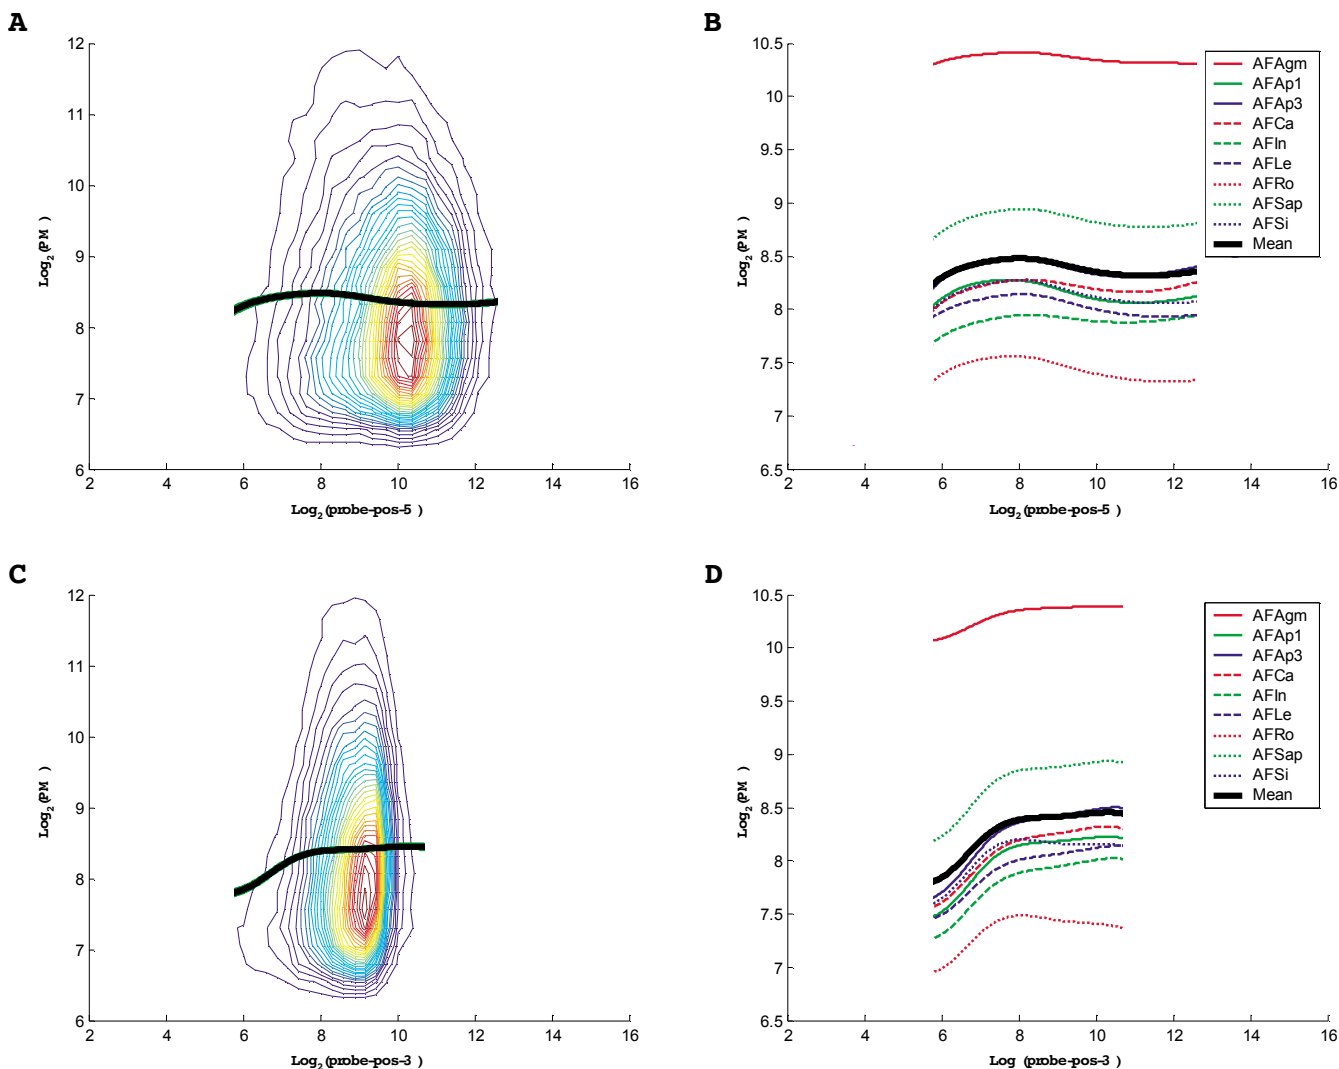 A
12
11
10
9
8
7
6
2 4 6 8 10 12 14 16
Log2(PM )
Log2(probe-pos-5 )
B
10.5
10
9.5
9
8.5
8
7.5
7
6.5
2 4 6 8 10 12 14 16
Log2(PM )
Log2(probe-pos-5 )
AFAgm
AFAp1
AFAp3
AFCa
AFIn
AFLe
AFRo
AFSap
AFSi
Mean
C
12
11
10
9
8
7
6
2 4 6 8 10 12 14 16
Log2(PM )
Log2(probe-pos-3 )
D
10.5
10
9.5
9
8.5
8
7.5
7
6.5
2 4 6 8 10 12 14 16
Log2(PM )
Log (probe-pos-3 )
AFAgm
AFAp1
AFAp3
AFCa
AFIn
AFLe
AFRo
AFSap
AFSi
Mean